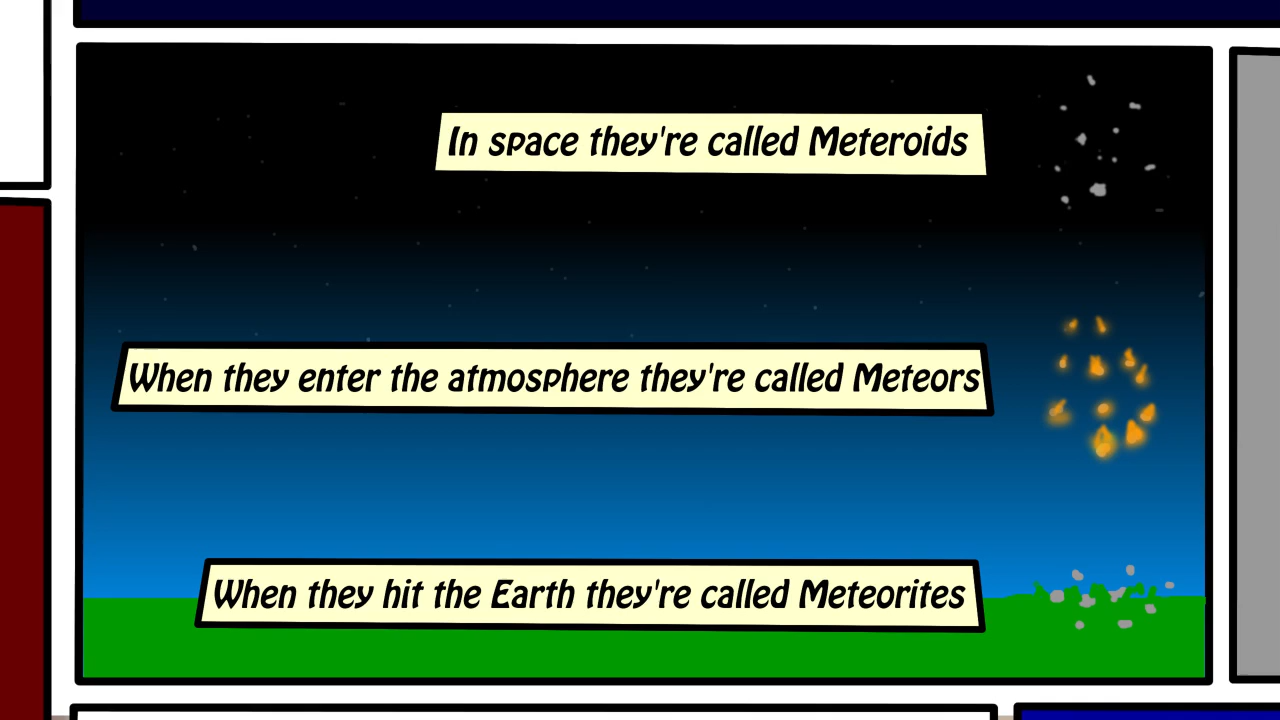 In space they're called Meteroids
When they enter the atmosphere they're called Meteors
When they hit the Earth they're called Meteorites